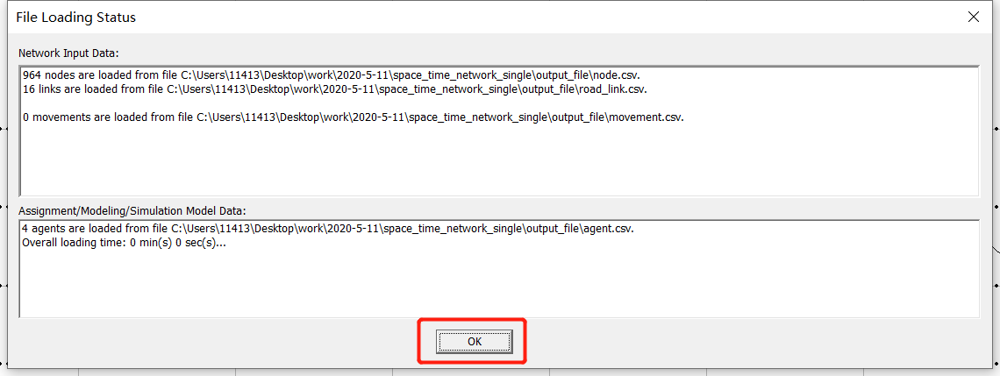 File Loading Status
Network Input Data:
964 nodes are loaded from file C:\Users\11413\Desktop\work\2020-5-11\space_time_network_single\output_file\node.csv.
16 links are loaded from file C:\Users\11413\Desktop\work\2020-5-11\space_time_network_single\output_file\road_link.csv.
0 movements are loaded from file C:\Users\11413\Desktop\work\2020-5-11\space_time_network_single\output_file\movement.csv.
Assignment/Modeling/Simulation Model Data:
4 agents are loaded from file C:\Users\11413\Desktop\work\2020-5-11\space_time_network_single\output_file\agent.csv.
Overall loading time: 0 min(s) 0 sec(s)...
OK